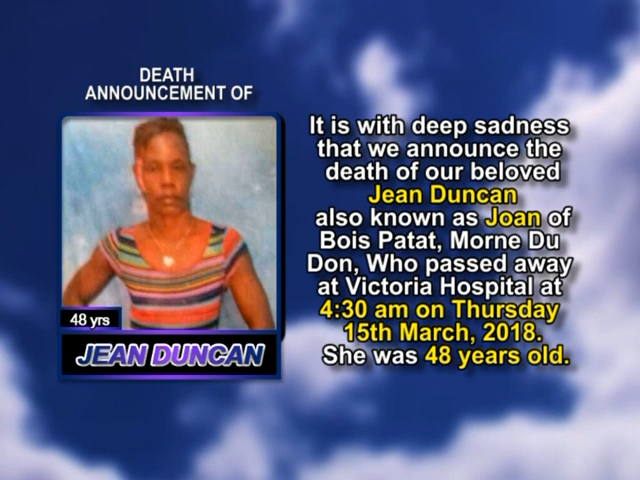 DEATH
ANNOUNCEMENT OF
48 yrs
JEAN DUNCAN
It is with deep sadness
that we announce the
death of our beloved
Jean Duncan
also known as Joan of
Bois Patat, Morne Du
Don, Who passed away
at Victoria Hospital at
4:30 am on Thursday
15th March, 2018.
She was 48 years old.